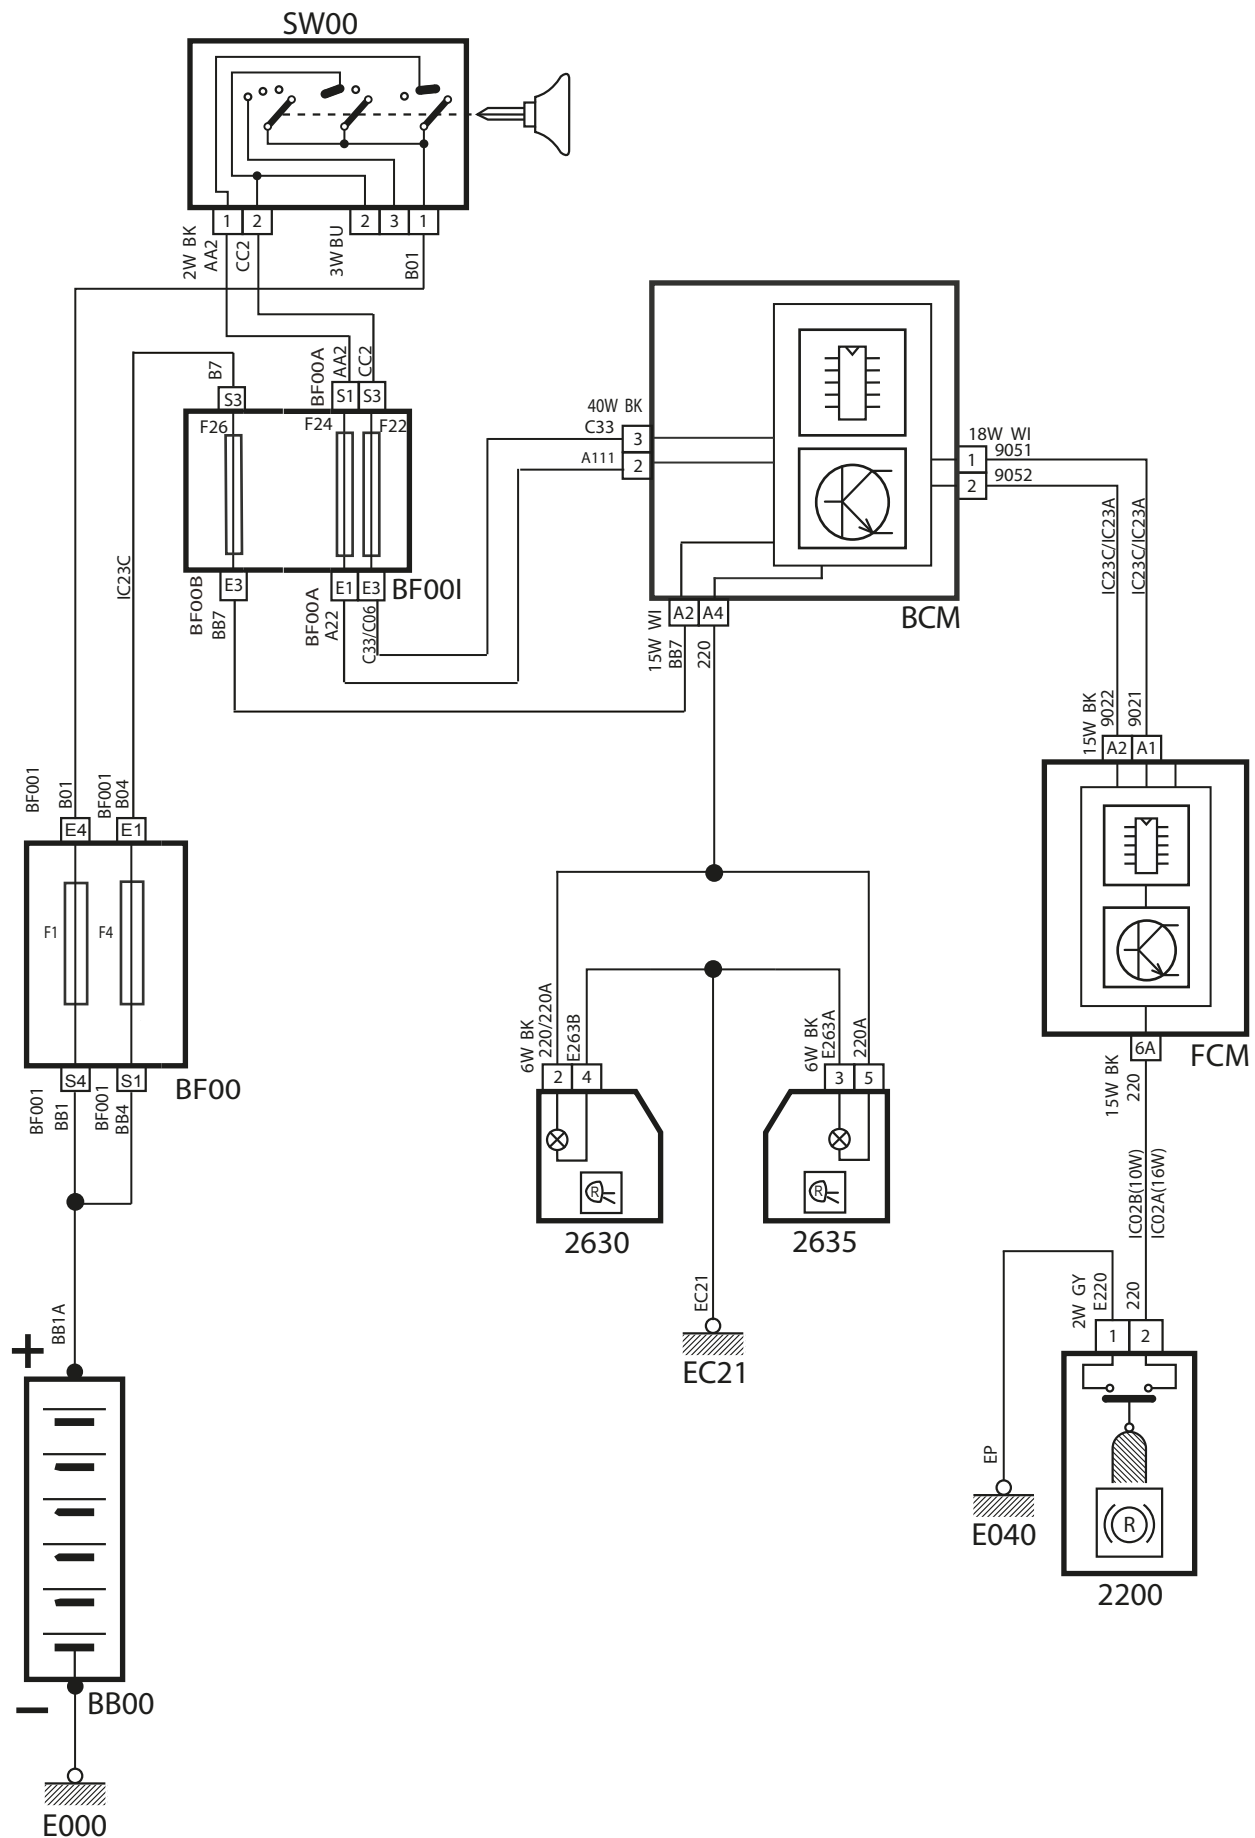 SW00
1 2 2 3 1
2W BK
AA2
CC2
3W BU
B01
B7
BF00A
AA2
CC2
S3 S1 S3
F26 F24 F22
BF00I
E3 E1 E3
BF00B
BB7
BF00A
A22
C33/C06
IC23C
40W BK
C33 3
A111 2
18W WI
1 9051
2 9052
BCM
A2 A4
15W WI
BB7
220
IC23C/IC23A
IC23C/IC23A
15W BK
9022
9021
A2 A1
FCM
6A
15W BK
220
IC02B(10W)
IC02A(16W)
BF001
B01
BF001
B04
E4 E1
F1 F4
S4 S1
BF00
BF001
BB1
BF001
BB4
6W BK
220/220A
E263B
2 4
R
2630
6W BK
E263A
220A
3 5
R
2635
EC21
EC21
2W GY
E220
220
1 2
R
2200
EP
E040
BB1A
+
−
BB00
E000